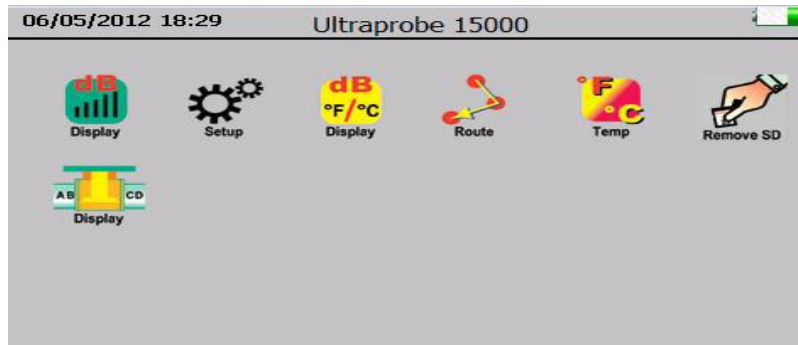 06/05/2012 18:29
Ultraprobe 15000
dB
Display
Setup
dB
°F/°C
Display
Route
°F
°C
Temp
Remove SD
AB CD
Display